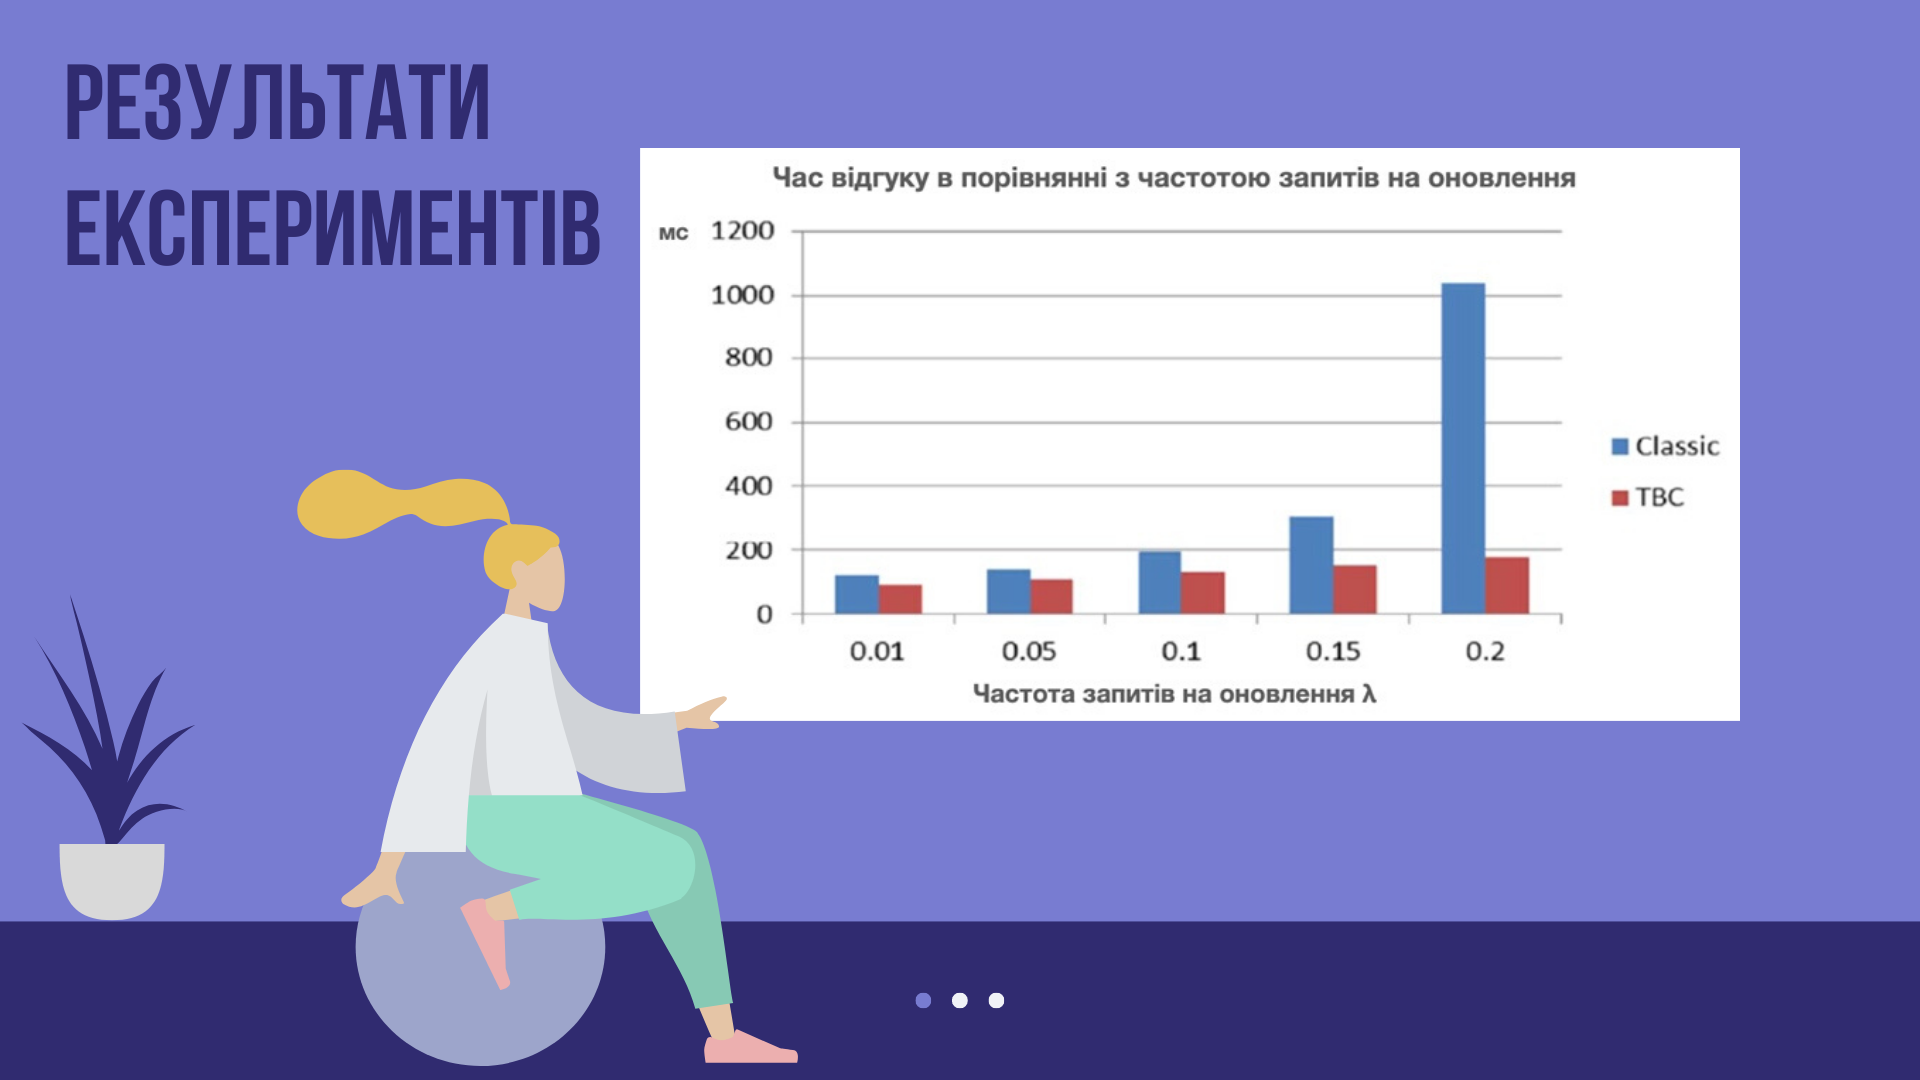 РЕЗУЛЬТАТИ
ЕКСПЕРИМЕНТІВ
Час відгуку в порівнянні з частотою запитів на оновлення
мс
1200
1000
800
600
400
200
0
0.01 0.05 0.1 0.15 0.2
Частота запитів на оновлення λ
Classic
TBC